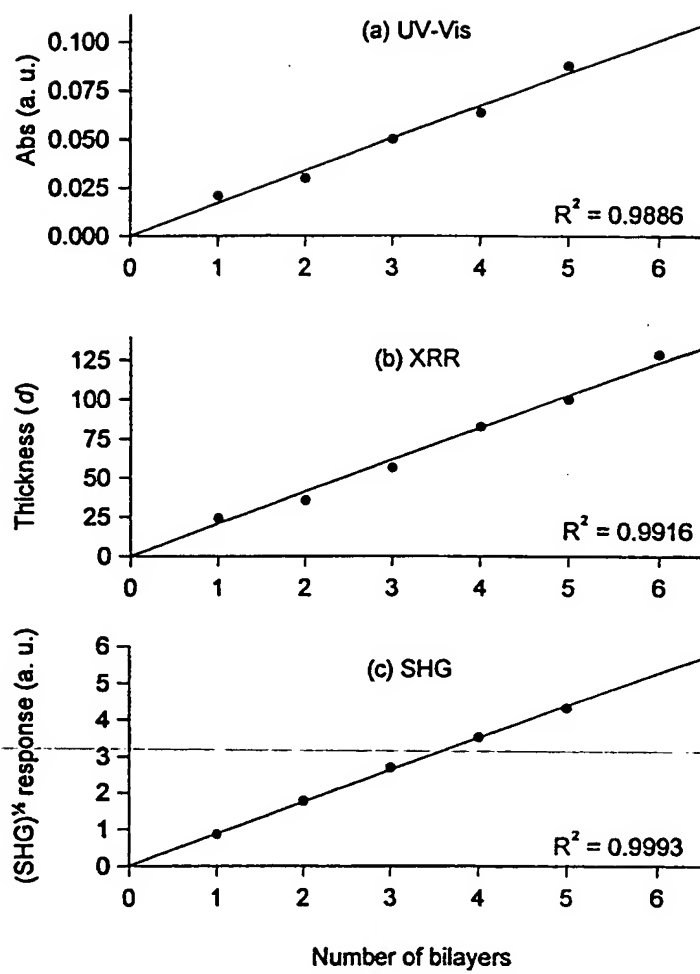 (a) UV-Vis
Abs (a. u.)
0.100
0.075
0.050
0.025
0.000
R² = 0.9886
0 1 2 3 4 5 6
(b) XRR
Thickness (d)
125
100
75
50
25
0
R² = 0.9916
0 1 2 3 4 5 6
(c) SHG
(SHG)^½ response (a. u.)
6
5
4
3
2
1
0
R² = 0.9993
0 1 2 3 4 5 6
Number of bilayers